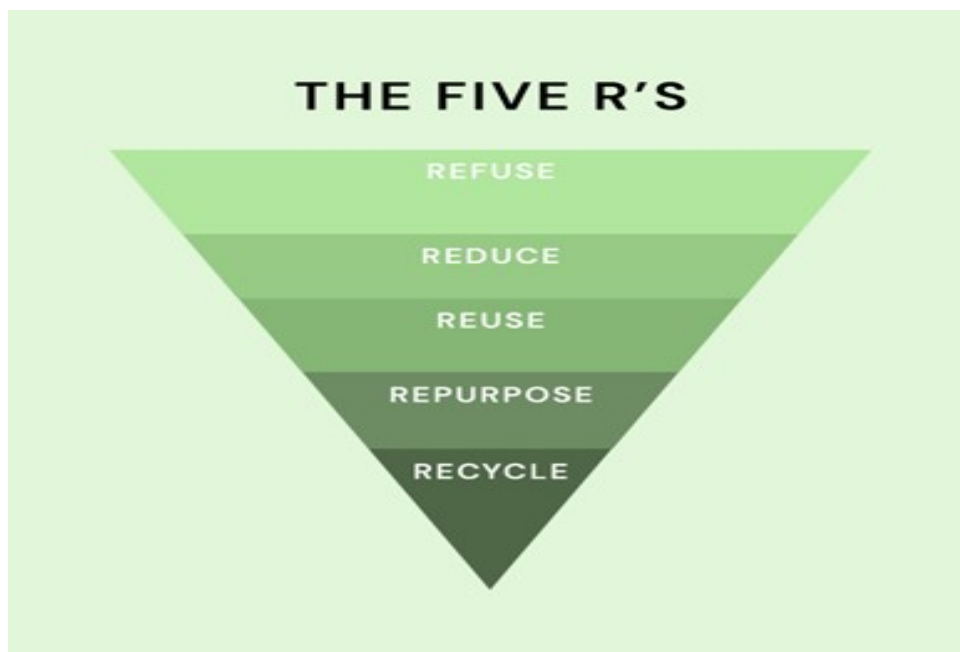 THE FIVE R’S
REFUSE
REDUCE
REUSE
REPURPOSE
RECYCLE